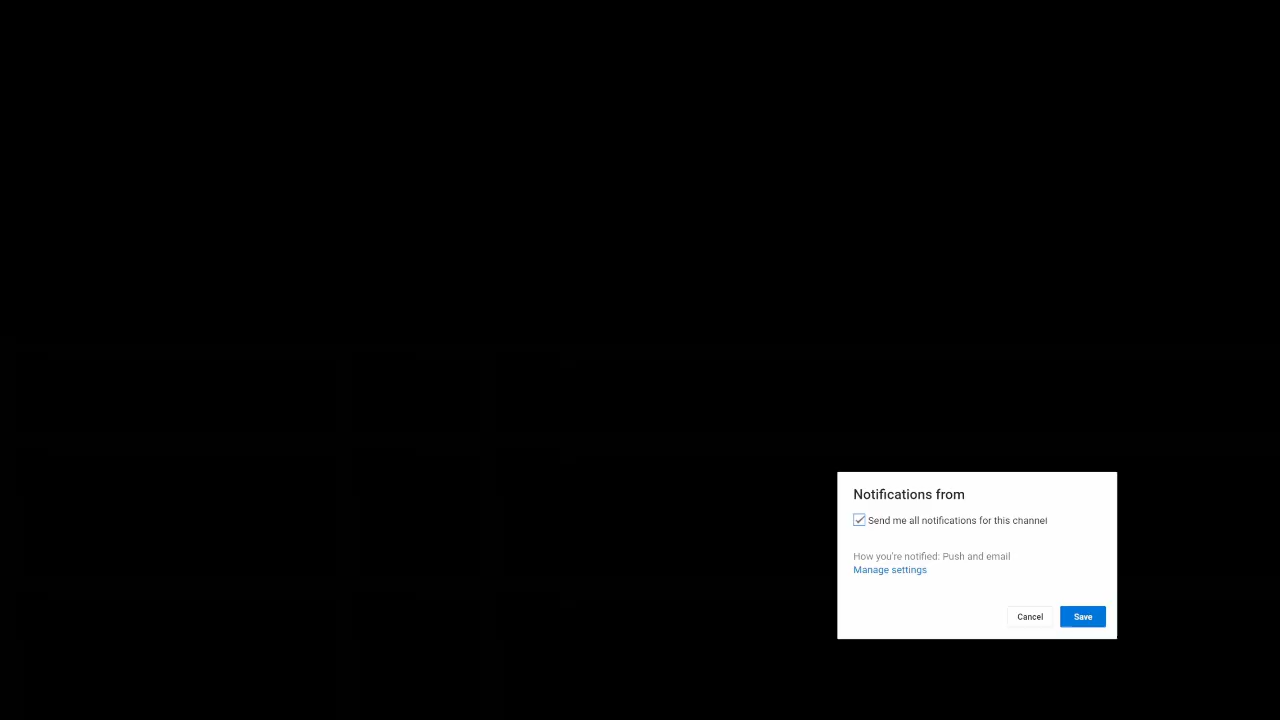 Notifications from
Send me all notifications for this channel
How you're notified: Push and email
Manage settings
Cancel
Save